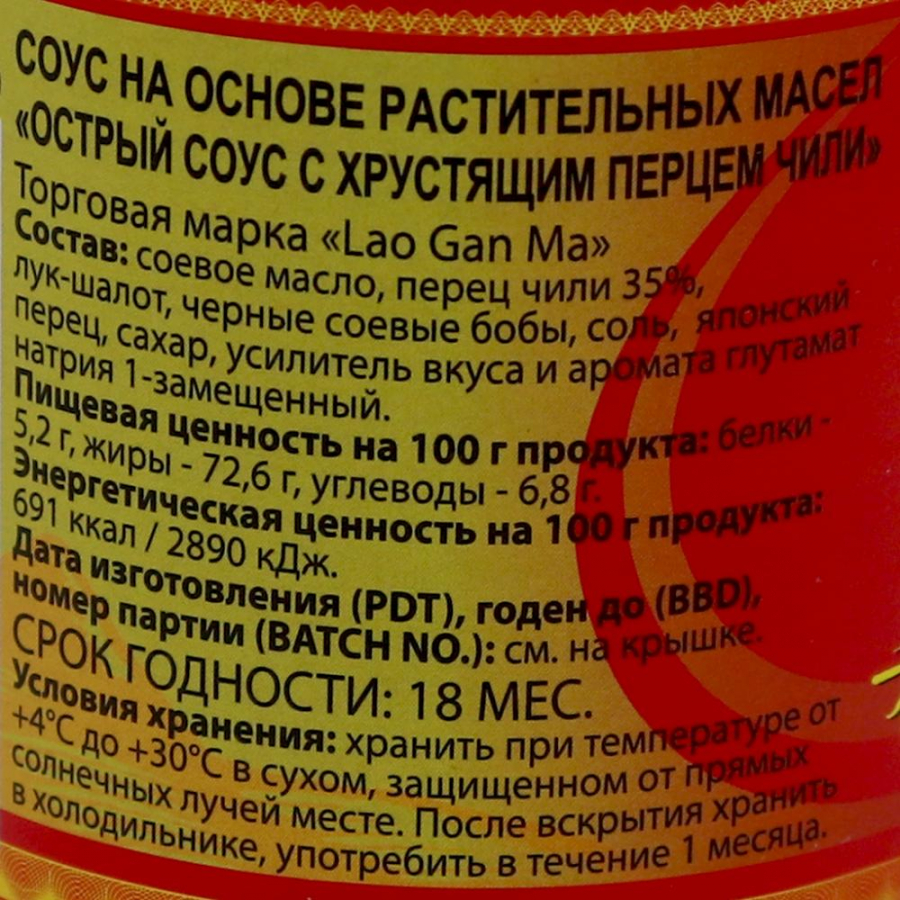 СОУС НА ОСНОВЕ РАСТИТЕЛЬНЫХ МАСЕЛ
«ОСТРЫЙ СОУС С ХРУСТЯЩИМ ПЕРЦЕМ ЧИЛИ»
Торговая марка «Lao Gan Ma»
Состав: соевое масло, перец чили 35%,
лук-шалот, черные соевые бобы, соль, японский
перец, сахар, усилитель вкуса и аромата глутамат
натрия 1-замещенный.
Пищевая ценность на 100 г продукта: белки -
5,2 г, жиры - 72,6 г, углеводы - 6,8 г.
Энергетическая ценность на 100 г продукта:
691 ккал / 2890 кДж.
Дата изготовления (PDT), годен до (BBD),
номер партии (BATCH NO.): см. на крышке.
СРОК ГОДНОСТИ: 18 МЕС.
Условия хранения: хранить при температуре от
+4°С до +30°С в сухом, защищенном от прямых
солнечных лучей месте. После вскрытия хранить
в холодильнике, употребить в течение 1 месяца.